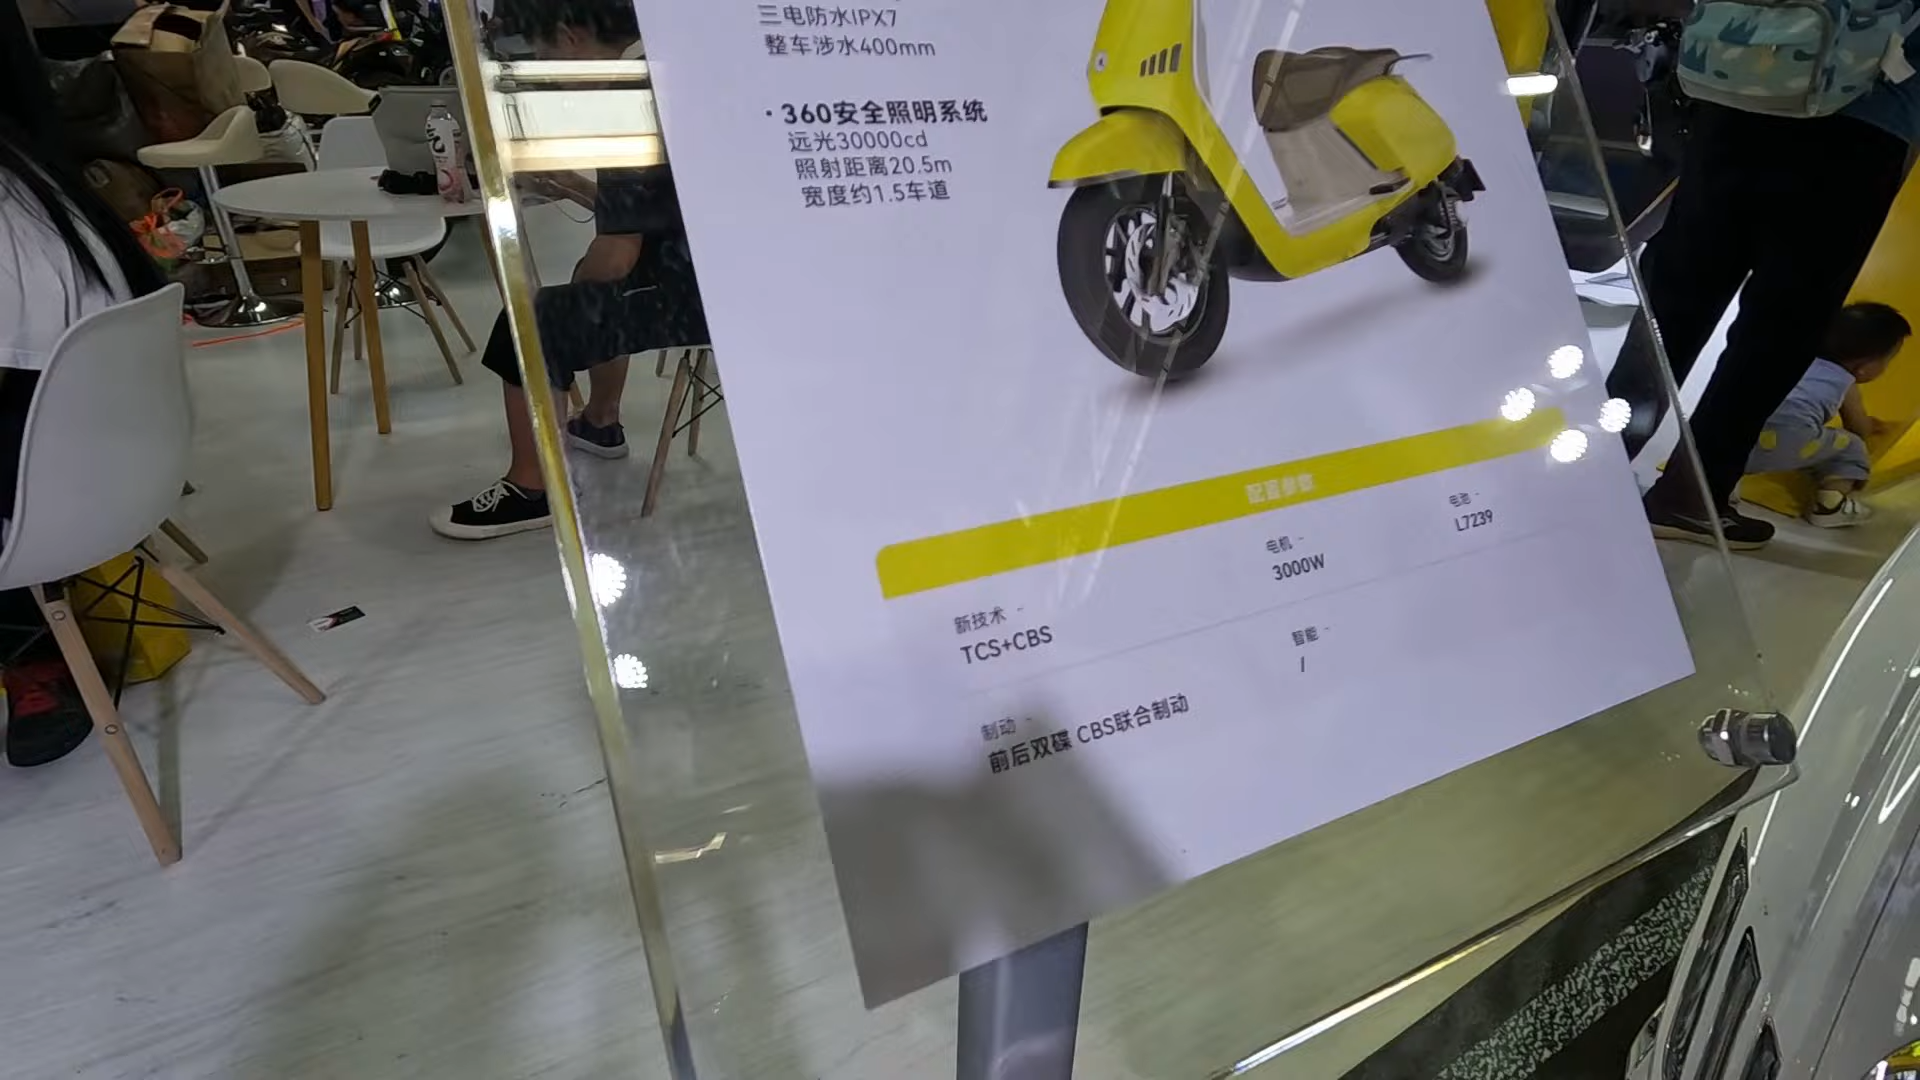 三电防水IPX7
整车涉水400mm
· 360安全照明系统
远光30000cd
照射距离20.5m
宽度约1.5车道
配置参数
新技术 -
TCS+CBS
电机 -
3000W
电池 -
L7239
制动 -
前后双碟 CBS联合制动
智能 -
/